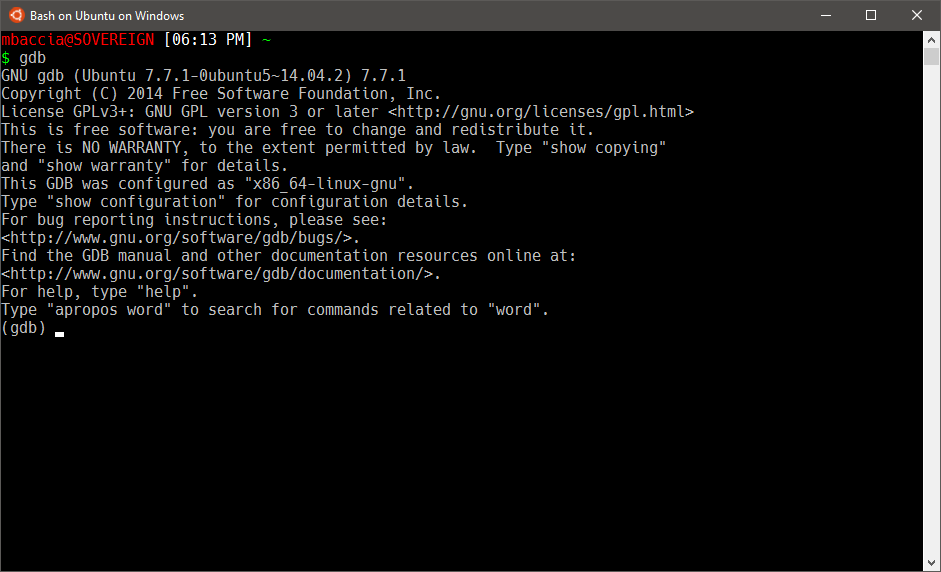 Bash on Ubuntu on Windows
mbaccia@SOVEREIGN [06:13 PM] ~
$ gdb
GNU gdb (Ubuntu 7.7.1-0ubuntu5~14.04.2) 7.7.1
Copyright (C) 2014 Free Software Foundation, Inc.
License GPLv3+: GNU GPL version 3 or later <http://gnu.org/licenses/gpl.html>
This is free software: you are free to change and redistribute it.
There is NO WARRANTY, to the extent permitted by law.  Type "show copying"
and "show warranty" for details.
This GDB was configured as "x86_64-linux-gnu".
Type "show configuration" for configuration details.
For bug reporting instructions, please see:
<http://www.gnu.org/software/gdb/bugs/>.
Find the GDB manual and other documentation resources online at:
<http://www.gnu.org/software/gdb/documentation/>.
For help, type "help".
Type "apropos word" to search for commands related to "word".
(gdb)